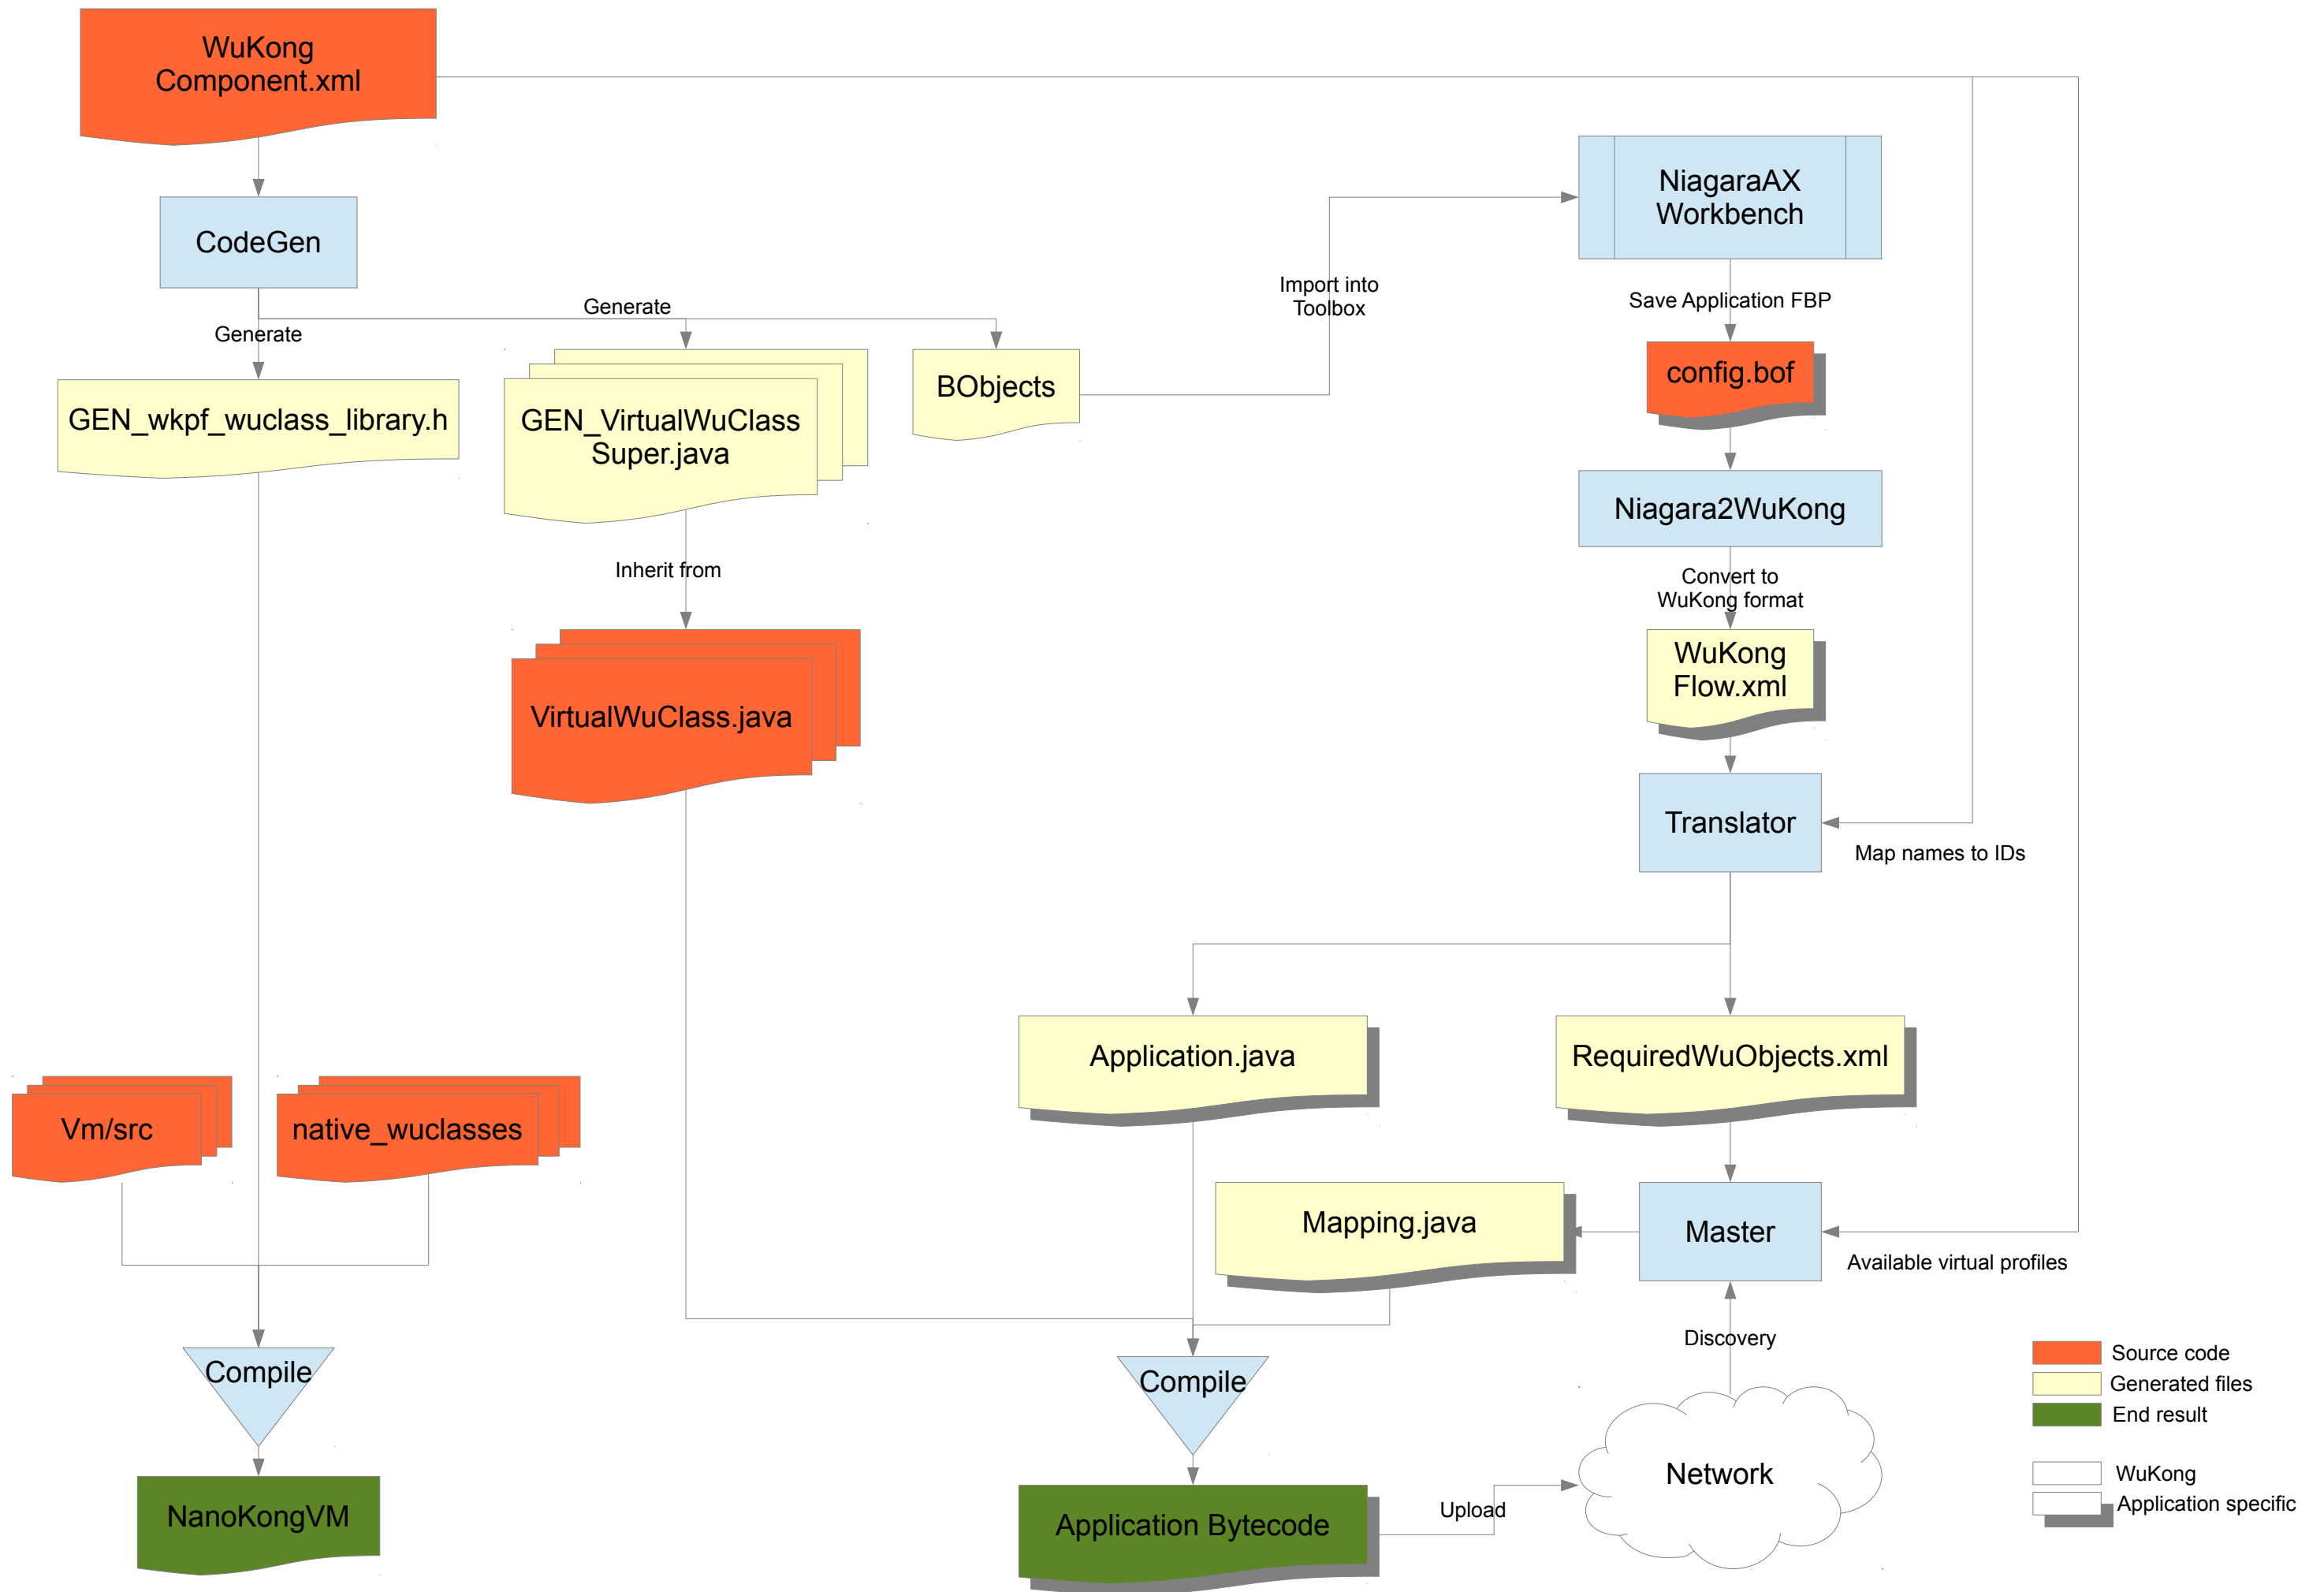 WuKong
Component.xml
NiagaraAX
Workbench
CodeGen
Import into
Toolbox
Save Application FBP
Generate
Generate
config.bof
BObjects
GEN_wkpf_wuclass_library.h
GEN_VirtualWuClass
Super.java
Niagara2WuKong
Inherit from
Convert to
WuKong format
WuKong
Flow.xml
VirtualWuClass.java
Translator
Map names to IDs
Application.java
RequiredWuObjects.xml
Vm/src
native_wuclasses
Mapping.java
Master
Available virtual profiles
Discovery
Compile
Compile
Source code
Generated files
End result
Network
WuKong
Application specific
NanoKongVM
Application Bytecode
Upload